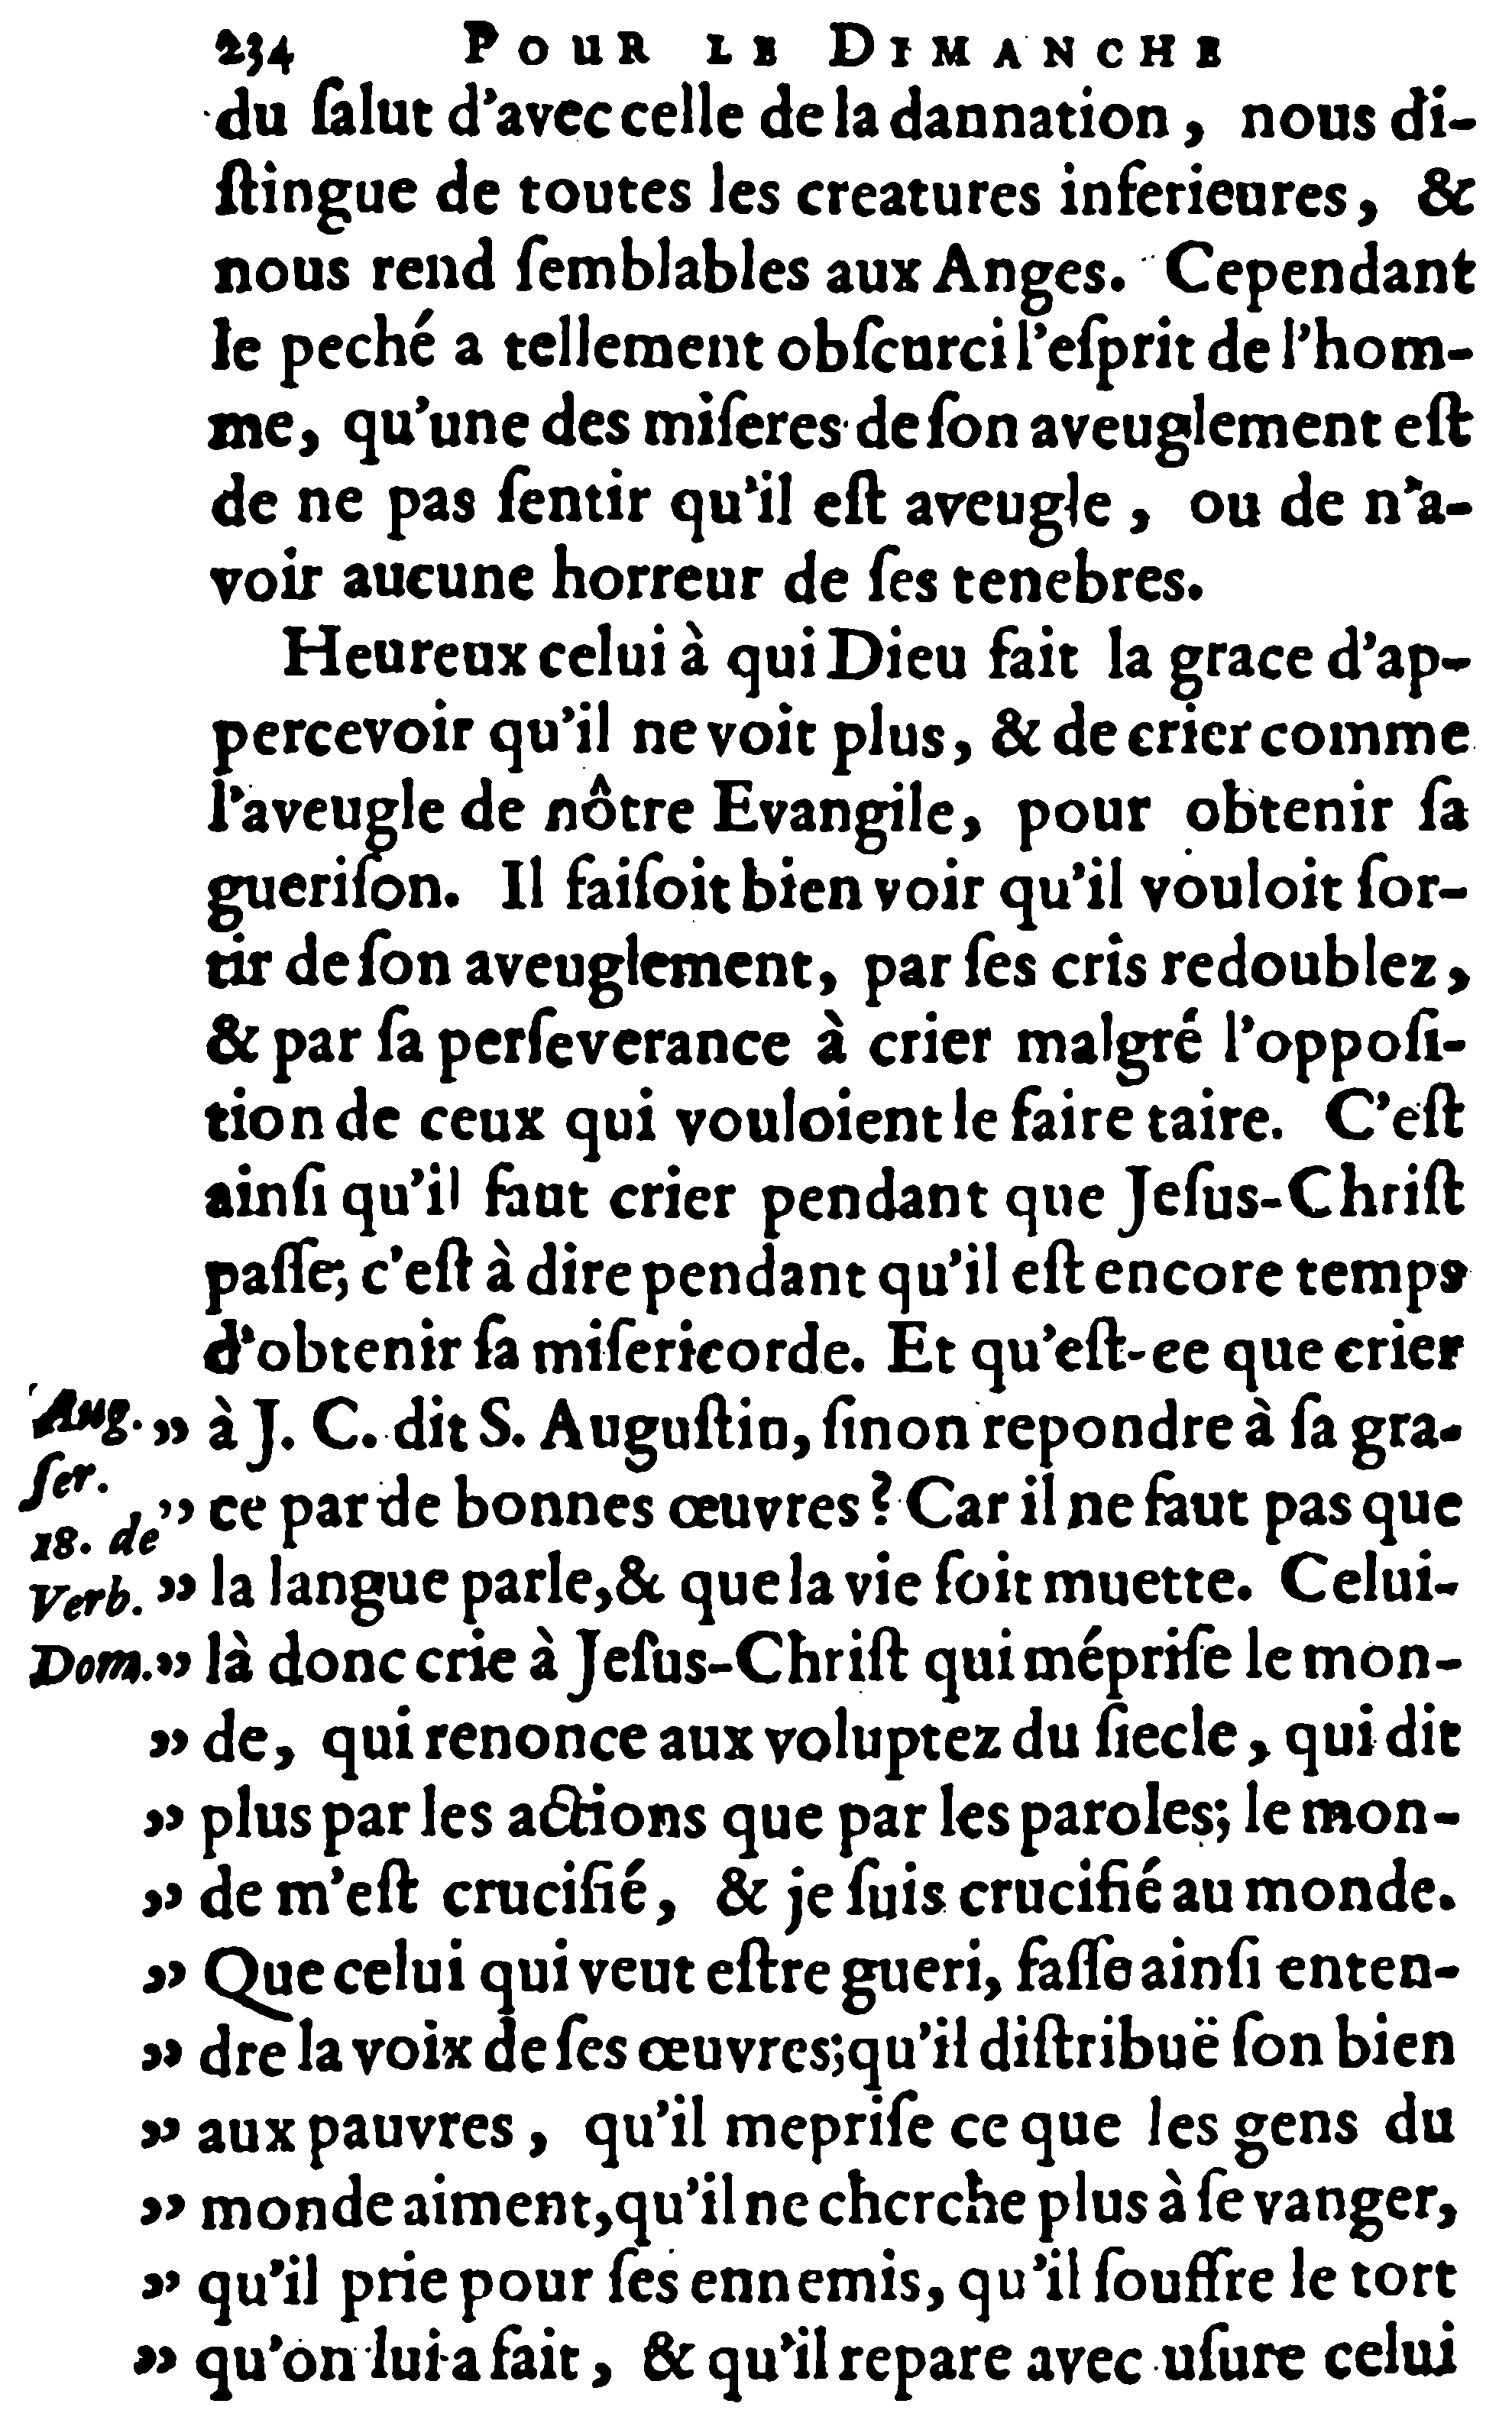 234 POUR LE DIMANCHE
du ſalut d'avec celle de la dannation, nous di-
ſtingue de toutes les creatures inferieures, &
nous rend ſemblables aux Anges. Cependant
le peché a tellement obſcurci l'eſprit de l'hom-
me, qu'une des miſeres de ſon aveuglement eſt
de ne pas ſentir qu'il eſt aveugle, ou de n'a-
voir aucune horreur de ſes tenebres.
Heureux celui à qui Dieu fait la grace d'ap-
percevoir qu'il ne voit plus, & de crier comme
l'aveugle de nôtre Evangile, pour obtenir ſa
gueriſon. Il faiſoit bien voir qu'il vouloit ſor-
tir de ſon aveuglement, par ſes cris redoublez,
& par ſa perſeverance à crier malgré l'oppoſi-
tion de ceux qui vouloient le faire taire. C'eſt
ainſi qu'il faut crier pendant que Jeſus-Chriſt
paſſe; c'eſt à dire pendant qu'il eſt encore temps
d'obtenir ſa miſericorde. Et qu'eſt-ce que crier
Aug. „ à J. C. dit S. Auguſtin, ſinon repondre à ſa gra-
ſer.
18. de „ ce par de bonnes œuvres? Car il ne faut pas que
Verb. „ la langue parle, & que la vie ſoit muette. Celui-
Dom. „ là donc crie à Jeſus-Chriſt qui mépriſe le mon-
„ de, qui renonce aux voluptez du ſiecle, qui dit
„ plus par les actions que par les paroles; le mon-
„ de m'eſt crucifié, & je ſuis crucifié au monde.
„ Que celui qui veut eſtre gueri, faſſe ainſi enten-
„ dre la voix de ſes œuvres; qu'il diſtribuë ſon bien
„ aux pauvres, qu'il mepriſe ce que les gens du
„ monde aiment, qu'il ne cherche plus à ſe vanger,
„ qu'il prie pour ſes ennemis, qu'il ſouffre le tort
„ qu'on lui a fait, & qu'il repare avec uſure celui